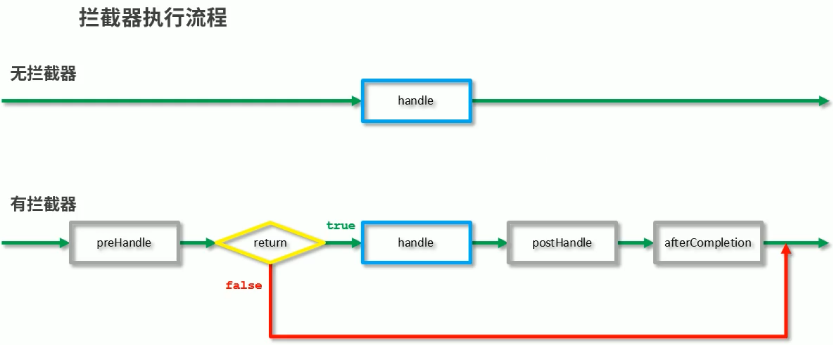 拦截器执行流程
无拦截器
handle
有拦截器
preHandle
return
true
handle
postHandle
afterCompletion
false